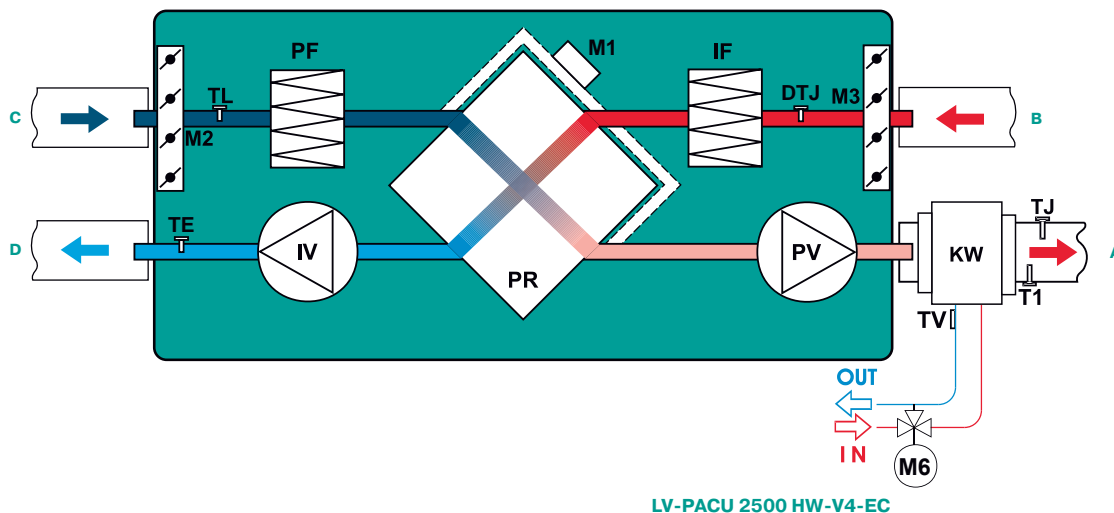 PF
M1
IF
TL
DTJ
M3
C
M2
B
TE
TJ
D
IV
PR
PV
KW
A
T1
TV
OUT
IN
M6
LV-PACU 2500 HW-V4-EC